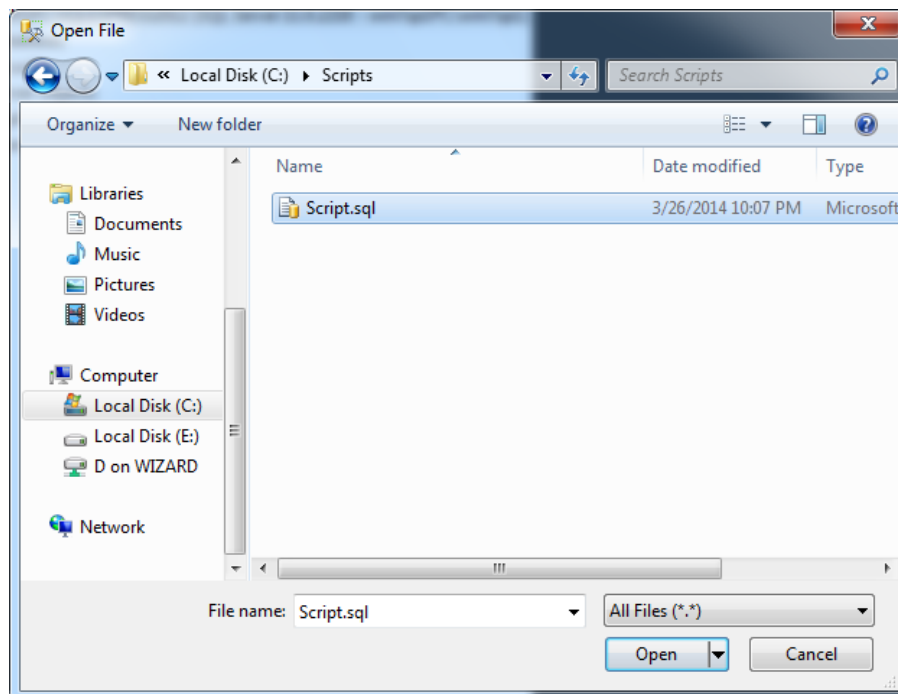 Open File
« Local Disk (C:) Scripts
Search Scripts
Organize New folder
Name Date modified Type
Script.sql 3/26/2014 10:07 PM Microsoft
Libraries
Documents
Music
Pictures
Videos
Computer
Local Disk (C:)
Local Disk (E:)
D on WIZARD
Network
File name: Script.sql All Files (*.*)
Open Cancel